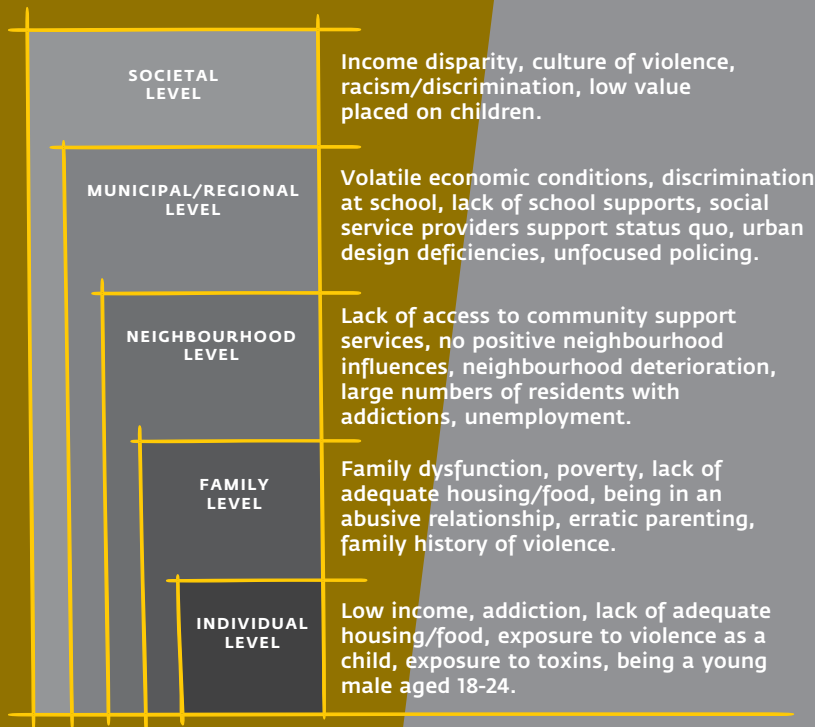 SOCIETAL
LEVEL
Income disparity, culture of violence,
racism/discrimination, low value
placed on children.
MUNICIPAL/REGIONAL
LEVEL
Volatile economic conditions, discrimination
at school, lack of school supports, social
service providers support status quo, urban
design deficiencies, unfocused policing.
NEIGHBOURHOOD
LEVEL
Lack of access to community support
services, no positive neighbourhood
influences, neighbourhood deterioration,
large numbers of residents with
addictions, unemployment.
FAMILY
LEVEL
Family dysfunction, poverty, lack of
adequate housing/food, being in an
abusive relationship, erratic parenting,
family history of violence.
INDIVIDUAL
LEVEL
Low income, addiction, lack of adequate
housing/food, exposure to violence as a
child, exposure to toxins, being a young
male aged 18-24.